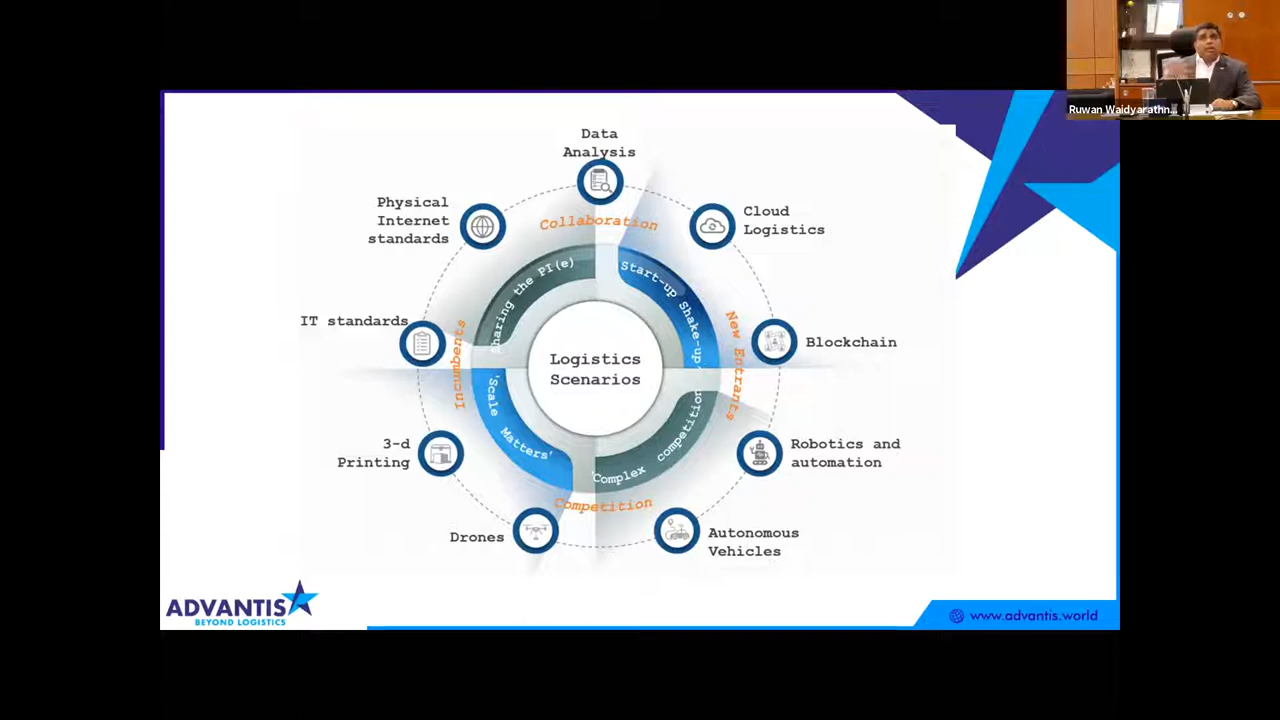 Ruwan Waidyarathn...
Data
Analysis
Physical
Internet
standards
Collaboration
Cloud
Logistics
Sharing the PI(e)
Start-up Shake-up
IT standards
Incumbents
New Entrants
Blockchain
Logistics
Scenarios
'Scale Matters'
'Complex competition'
3-d
Printing
Robotics and
automation
Competition
Drones
Autonomous
Vehicles
ADVANTIS
BEYOND LOGISTICS
www.advantis.world